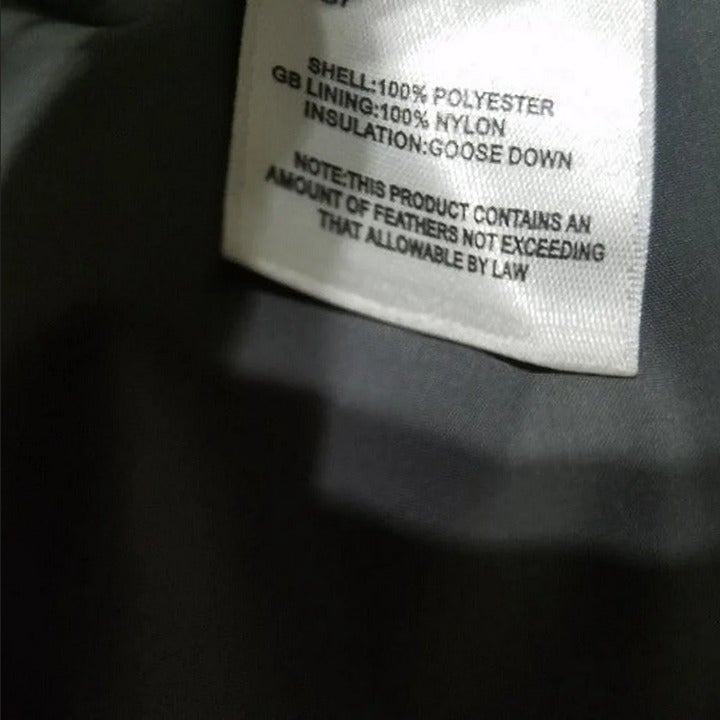 SHELL:100% POLYESTER
GB LINING:100% NYLON
INSULATION:GOOSE DOWN
NOTE:THIS PRODUCT CONTAINS AN
AMOUNT OF FEATHERS NOT EXCEEDING
THAT ALLOWABLE BY LAW